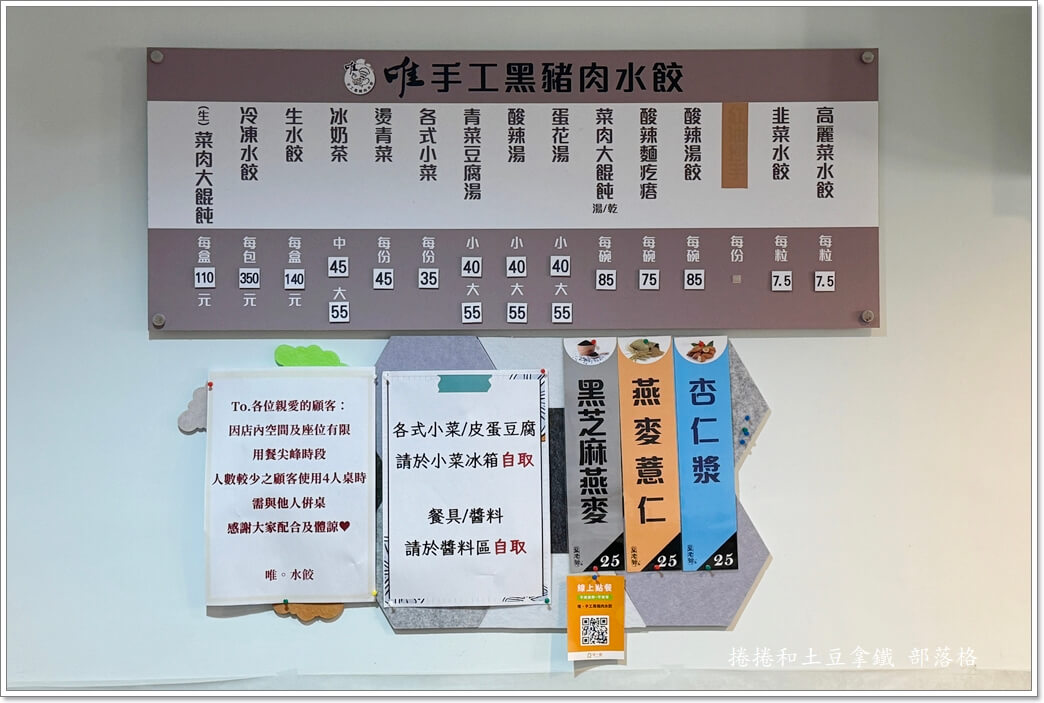 唯手工黑豬肉水餃
高麗菜水餃
每粒
7.5
韭菜水餃
每粒
7.5
每份
酸辣湯餃
每碗
85
酸辣麵疙瘩
每碗
75
菜肉大餛飩
湯/乾
每碗
85
蛋花湯
小
40
大
55
酸辣湯
小
40
大
55
青菜豆腐湯
小
40
大
55
各式小菜
每份
35
燙青菜
每份
45
冰奶茶
中
45
大
55
生水餃
每盒
140
元
冷凍水餃
每包
350
元
(生)菜肉大餛飩
每盒
110
元
To.各位親愛的顧客：
因店內空間及座位有限
用餐尖峰時段
人數較少之顧客使用4人桌時
需與他人併桌
感謝大家配合及體諒♥
唯。水餃
各式小菜/皮蛋豆腐
請於小菜冰箱自取
餐具/醬料
請於醬料區自取
黑芝麻燕麥
25
燕麥薏仁
25
杏仁漿
25
線上點餐
唯。手工黑豬肉水餃
捲捲和土豆拿鐵 部落格